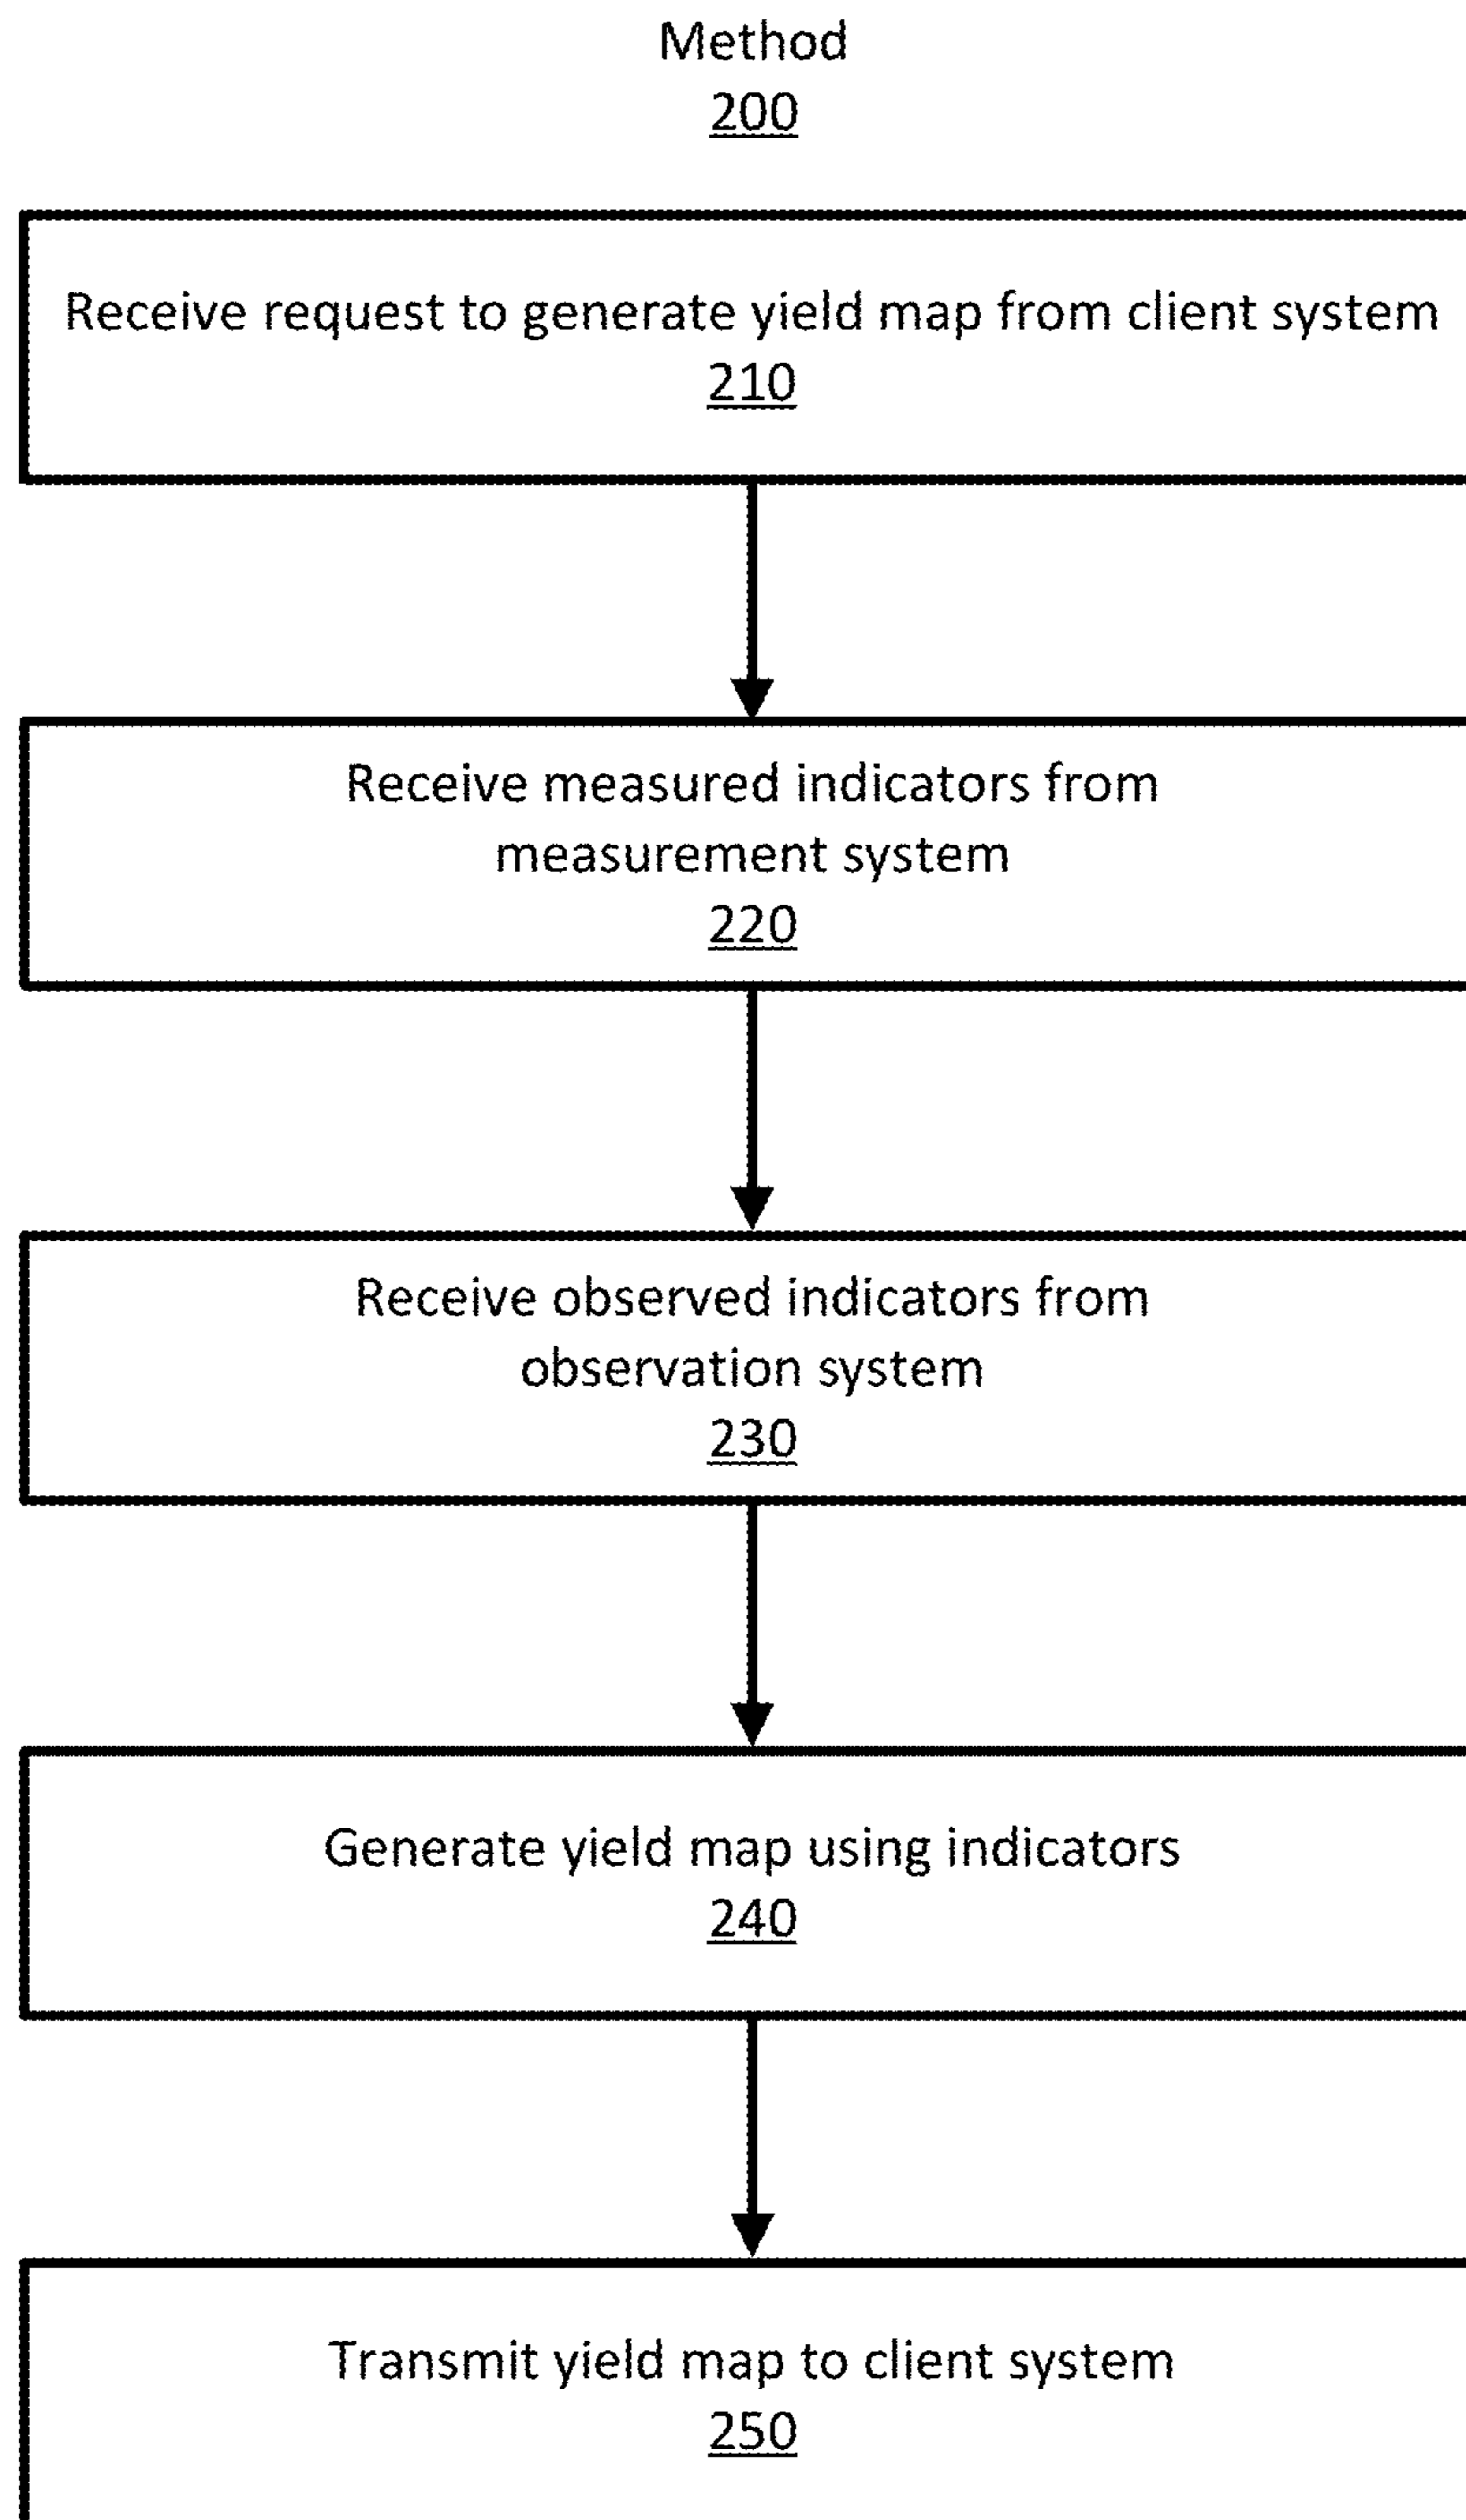 Method
200
Receive request to generate yield map from client system
210
Receive measured indicators from
measurement system
220
Receive observed indicators from
observation system
230
Generate yield map using indicators
240
Transmit yield map to client system
250